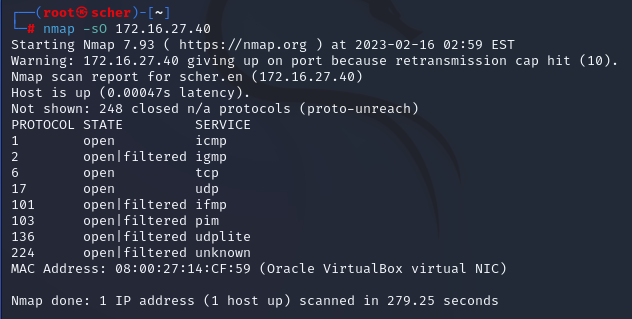 ┌──(root㉿scher)-[~]
└─# nmap -sO 172.16.27.40
Starting Nmap 7.93 ( https://nmap.org ) at 2023-02-16 02:59 EST
Warning: 172.16.27.40 giving up on port because retransmission cap hit (10).
Nmap scan report for scher.en (172.16.27.40)
Host is up (0.00047s latency).
Not shown: 248 closed n/a protocols (proto-unreach)
PROTOCOL STATE         SERVICE
1        open          icmp
2        open|filtered igmp
6        open          tcp
17       open          udp
101      open|filtered ifmp
103      open|filtered pim
136      open|filtered udplite
224      open|filtered unknown
MAC Address: 08:00:27:14:CF:59 (Oracle VirtualBox virtual NIC)
Nmap done: 1 IP address (1 host up) scanned in 279.25 seconds